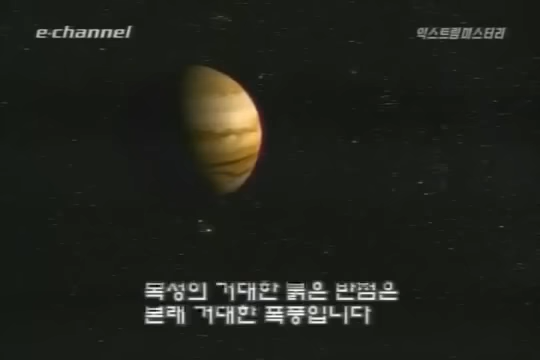 e-channel
익스트림미스터리
목성의 거대한 붉은 반점은
본래 거대한 폭풍입니다